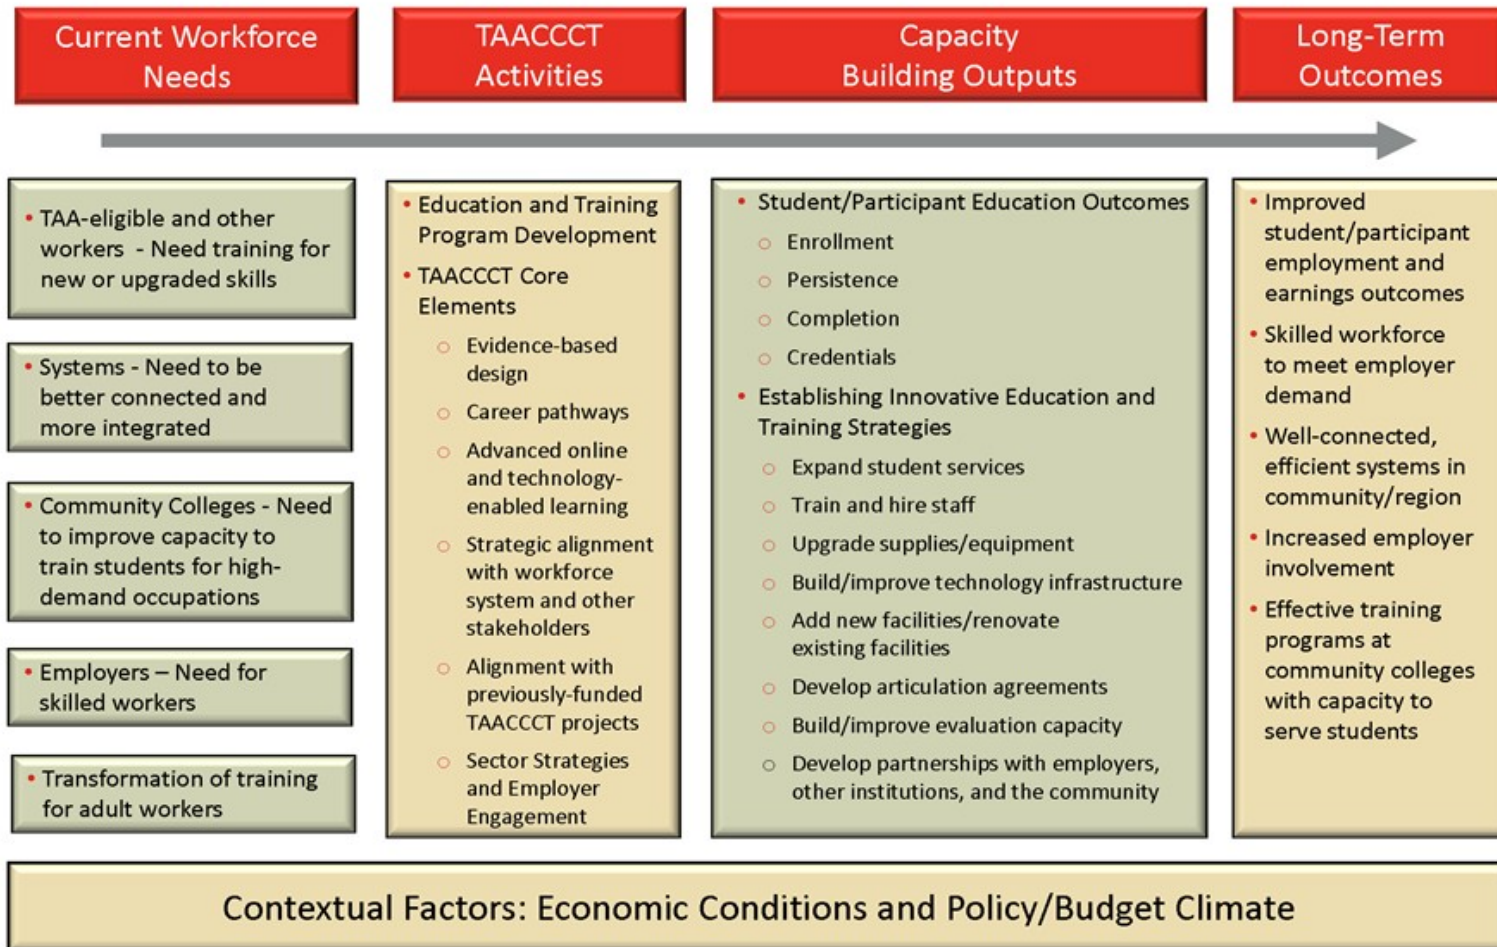 Current Workforce
Needs
TAACCCT
Activities
Capacity
Building Outputs
Long-Term
Outcomes
• TAA-eligible and other
workers - Need training for
new or upgraded skills
• Systems - Need to be
better connected and
more integrated
• Community Colleges - Need
to improve capacity to
train students for high-
demand occupations
• Employers – Need for
skilled workers
• Transformation of training
for adult workers
• Education and Training
Program Development
• TAACCCT Core
Elements
○ Evidence-based
design
○ Career pathways
○ Advanced online
and technology-
enabled learning
○ Strategic alignment
with workforce
system and other
stakeholders
○ Alignment with
previously-funded
TAACCCT projects
○ Sector Strategies
and Employer
Engagement
• Student/Participant Education Outcomes
○ Enrollment
○ Persistence
○ Completion
○ Credentials
• Establishing Innovative Education and
Training Strategies
○ Expand student services
○ Train and hire staff
○ Upgrade supplies/equipment
○ Build/improve technology infrastructure
○ Add new facilities/renovate
existing facilities
○ Develop articulation agreements
○ Build/improve evaluation capacity
○ Develop partnerships with employers,
other institutions, and the community
• Improved
student/participant
employment and
earnings outcomes
• Skilled workforce
to meet employer
demand
• Well-connected,
efficient systems in
community/region
• Increased employer
involvement
• Effective training
programs at
community colleges
with capacity to
serve students
Contextual Factors: Economic Conditions and Policy/Budget Climate